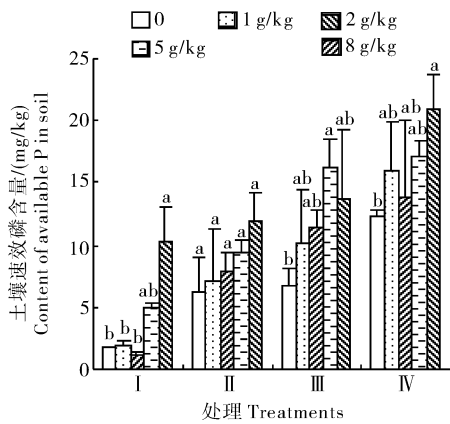 0 1 g/kg 2 g/kg
5 g/kg 8 g/kg
土壤速效磷含量/(mg/kg)
Content of available P in soil
25
20
15
10
5
0
b b b ab a
a a a a a
b ab ab a ab
b ab ab ab a
Ⅰ Ⅱ Ⅲ Ⅳ
处理 Treatments